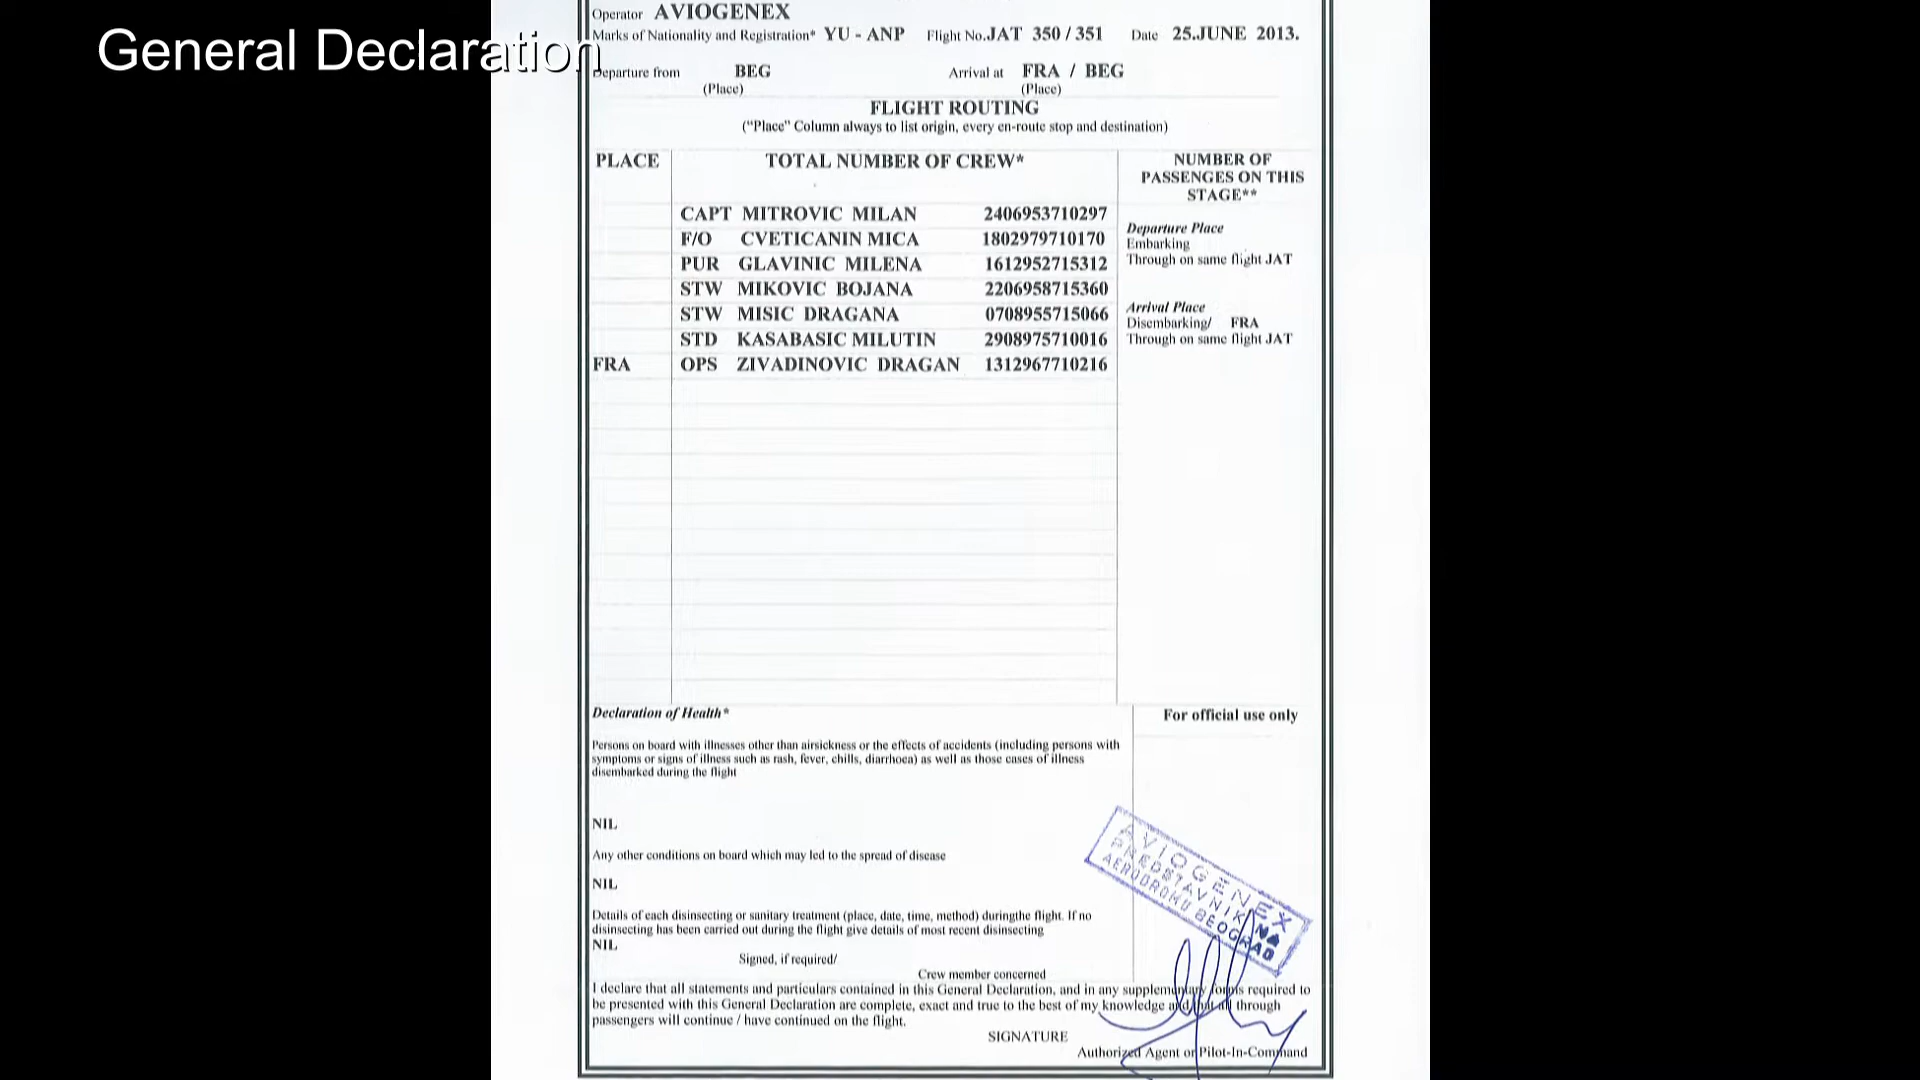 General Declaration
Operator AVIOGENEX
Marks of Nationality and Registration* YU - ANP Flight No.JAT 350 / 351 Date 25.JUNE 2013.
Departure from BEG Arrival at FRA / BEG
(Place) (Place)
FLIGHT ROUTING
("Place" Column always to list origin, every en-route stop and destination)
PLACE TOTAL NUMBER OF CREW* NUMBER OF
PASSENGES ON THIS
STAGE**
CAPT MITROVIC MILAN 2406953710297
F/O CVETICANIN MICA 1802979710170
PUR GLAVINIC MILENA 1612952715312
STW MIKOVIC BOJANA 2206958715360
STW MISIC DRAGANA 0708955715066
STD KASABASIC MILUTIN 2908975710016
FRA OPS ZIVADINOVIC DRAGAN 1312967710216
Departure Place
Embarking
Through on same flight JAT
Arrival Place
Disembarking/ FRA
Through on same flight JAT
Declaration of Health*
For official use only
Persons on board with illnesses other than airsickness or the effects of accidents (including persons with
symptoms or signs of illness such as rash, fever, chills, diarrhoea) as well as those cases of illness
disembarked during the flight
NIL
Any other conditions on board which may led to the spread of disease
NIL
Details of each disinsecting or sanitary treatment (place, date, time, method) duringthe flight. If no
disinsecting has been carried out during the flight give details of most recent disinsecting
NIL
Signed, if required/
Crew member concerned
AVIOGENEX
PREDSTAVNIK NA
AERODROMU BEOGRAD
I declare that all statements and particulars contained in this General Declaration, and in any supplementary forms required to
be presented with this General Declaration are complete, exact and true to the best of my knowledge and that all through
passengers will continue / have continued on the flight.
SIGNATURE
Authorized Agent or Pilot-In-Command